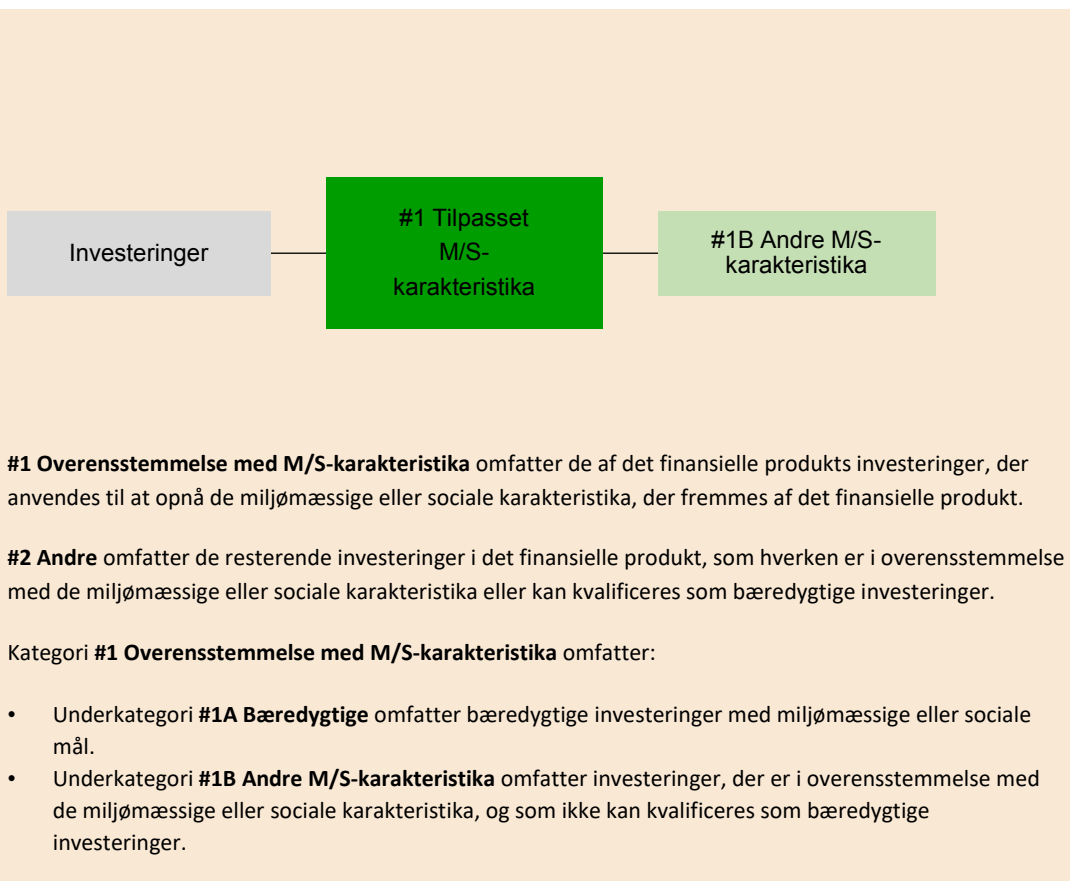 Investeringer
#1 Tilpasset
M/S-
karakteristika
#1B Andre M/S-
karakteristika
#1 Overensstemmelse med M/S-karakteristika omfatter de af det finansielle produkts investeringer, der
anvendes til at opnå de miljømæssige eller sociale karakteristika, der fremmes af det finansielle produkt.
#2 Andre omfatter de resterende investeringer i det finansielle produkt, som hverken er i overensstemmelse
med de miljømæssige eller sociale karakteristika eller kan kvalificeres som bæredygtige investeringer.
Kategori #1 Overensstemmelse med M/S-karakteristika omfatter:
• Underkategori #1A Bæredygtige omfatter bæredygtige investeringer med miljømæssige eller sociale
mål.
• Underkategori #1B Andre M/S-karakteristika omfatter investeringer, der er i overensstemmelse med
de miljømæssige eller sociale karakteristika, og som ikke kan kvalificeres som bæredygtige
investeringer.